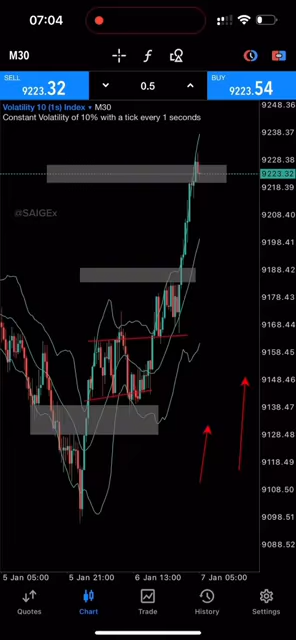 07:04
M30
SELL
9223.32
0.5
BUY
9223.54
Volatility 10 (1s) Index • M30
Constant Volatility of 10% with a tick every 1 seconds
@SAIGEx
9248.36
9238.37
9228.38
9223.32
9218.39
9208.40
9198.41
9188.42
9178.43
9168.44
9158.45
9148.46
9138.47
9128.48
9118.49
9108.50
9098.51
9088.52
5 Jan 05:00
5 Jan 21:00
6 Jan 13:00
7 Jan 05:00
Quotes
Chart
Trade
History
Settings